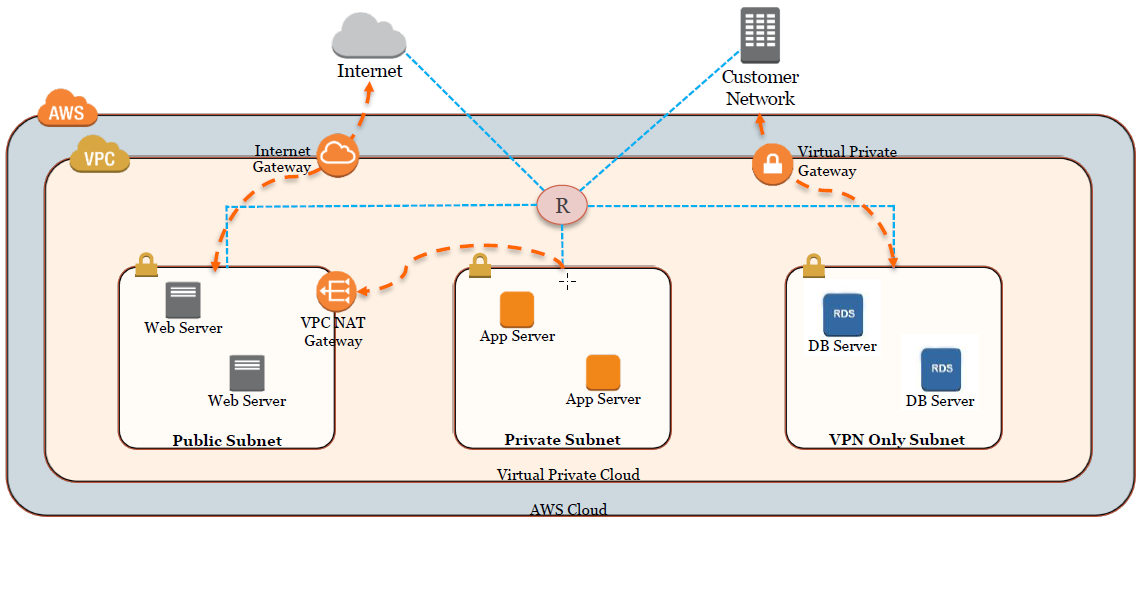 Internet
Customer
Network
AWS
VPC
Internet
Gateway
Virtual Private
Gateway
R
Web Server
VPC NAT
Gateway
Web Server
Public Subnet
App Server
App Server
Private Subnet
RDS
DB Server
RDS
DB Server
VPN Only Subnet
Virtual Private Cloud
AWS Cloud